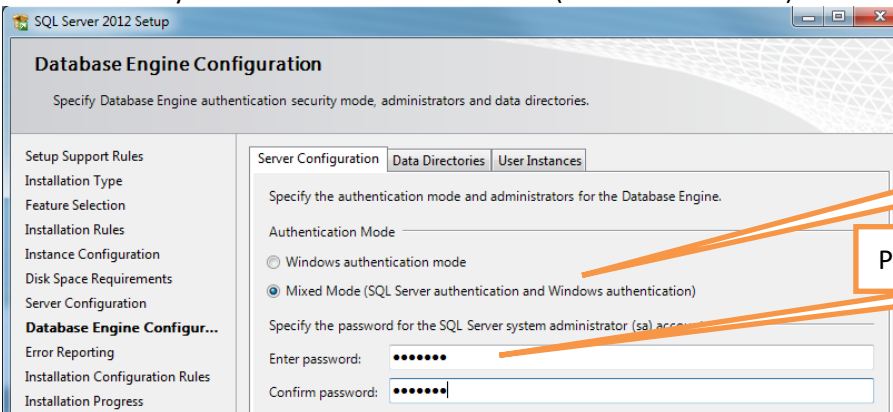 SQL Server 2012 Setup
Database Engine Configuration
Specify Database Engine authentication security mode, administrators and data directories.
Setup Support Rules
Installation Type
Feature Selection
Installation Rules
Instance Configuration
Disk Space Requirements
Server Configuration
Database Engine Configur...
Error Reporting
Installation Configuration Rules
Installation Progress
Server Configuration Data Directories User Instances
Specify the authentication mode and administrators for the Database Engine.
Authentication Mode
Windows authentication mode
Mixed Mode (SQL Server authentication and Windows authentication)
Specify the password for the SQL Server system administrator (sa)
Enter password: •••••••
Confirm password: •••••••
P